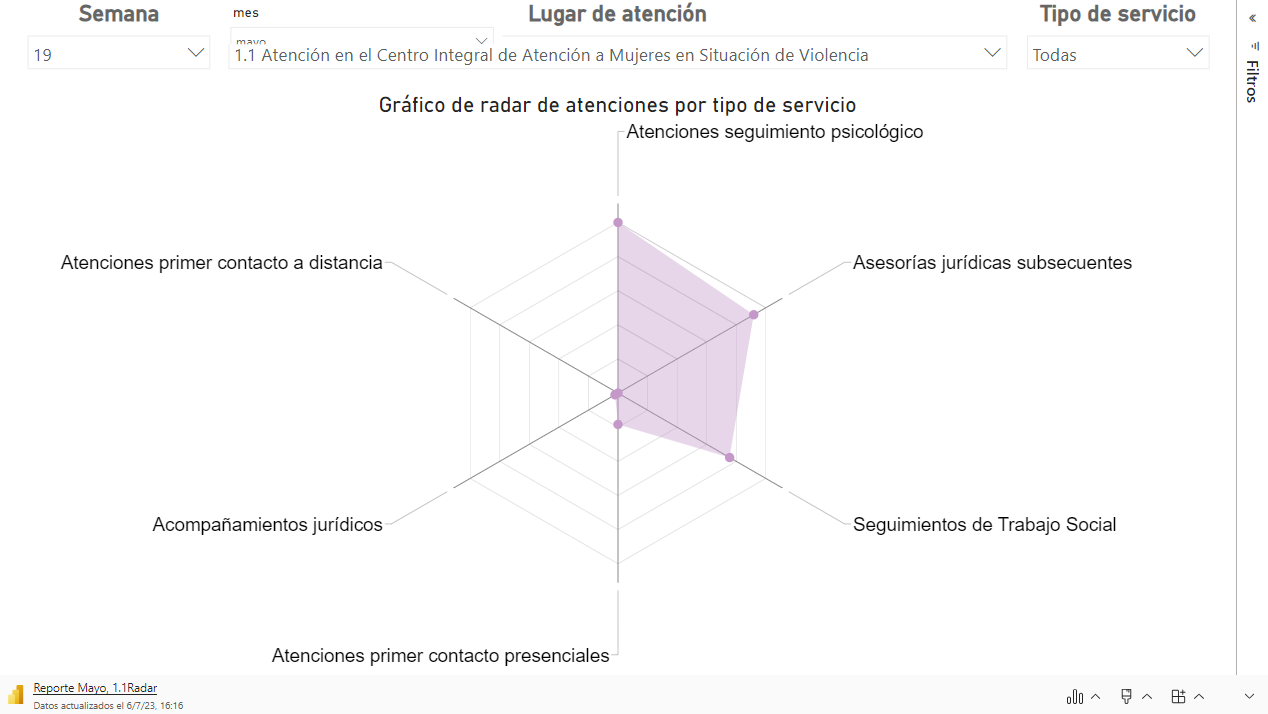 Semana
mes
Lugar de atención
Tipo de servicio
19
mayo
1.1 Atención en el Centro Integral de Atención a Mujeres en Situación de Violencia
Todas
Filtros
Gráfico de radar de atenciones por tipo de servicio
Atenciones seguimiento psicológico
Atenciones primer contacto a distancia
Asesorías jurídicas subsecuentes
Acompañamientos jurídicos
Seguimientos de Trabajo Social
Atenciones primer contacto presenciales
Reporte Mayo, 1.1Radar
Datos actualizados el 6/7/23, 16:16